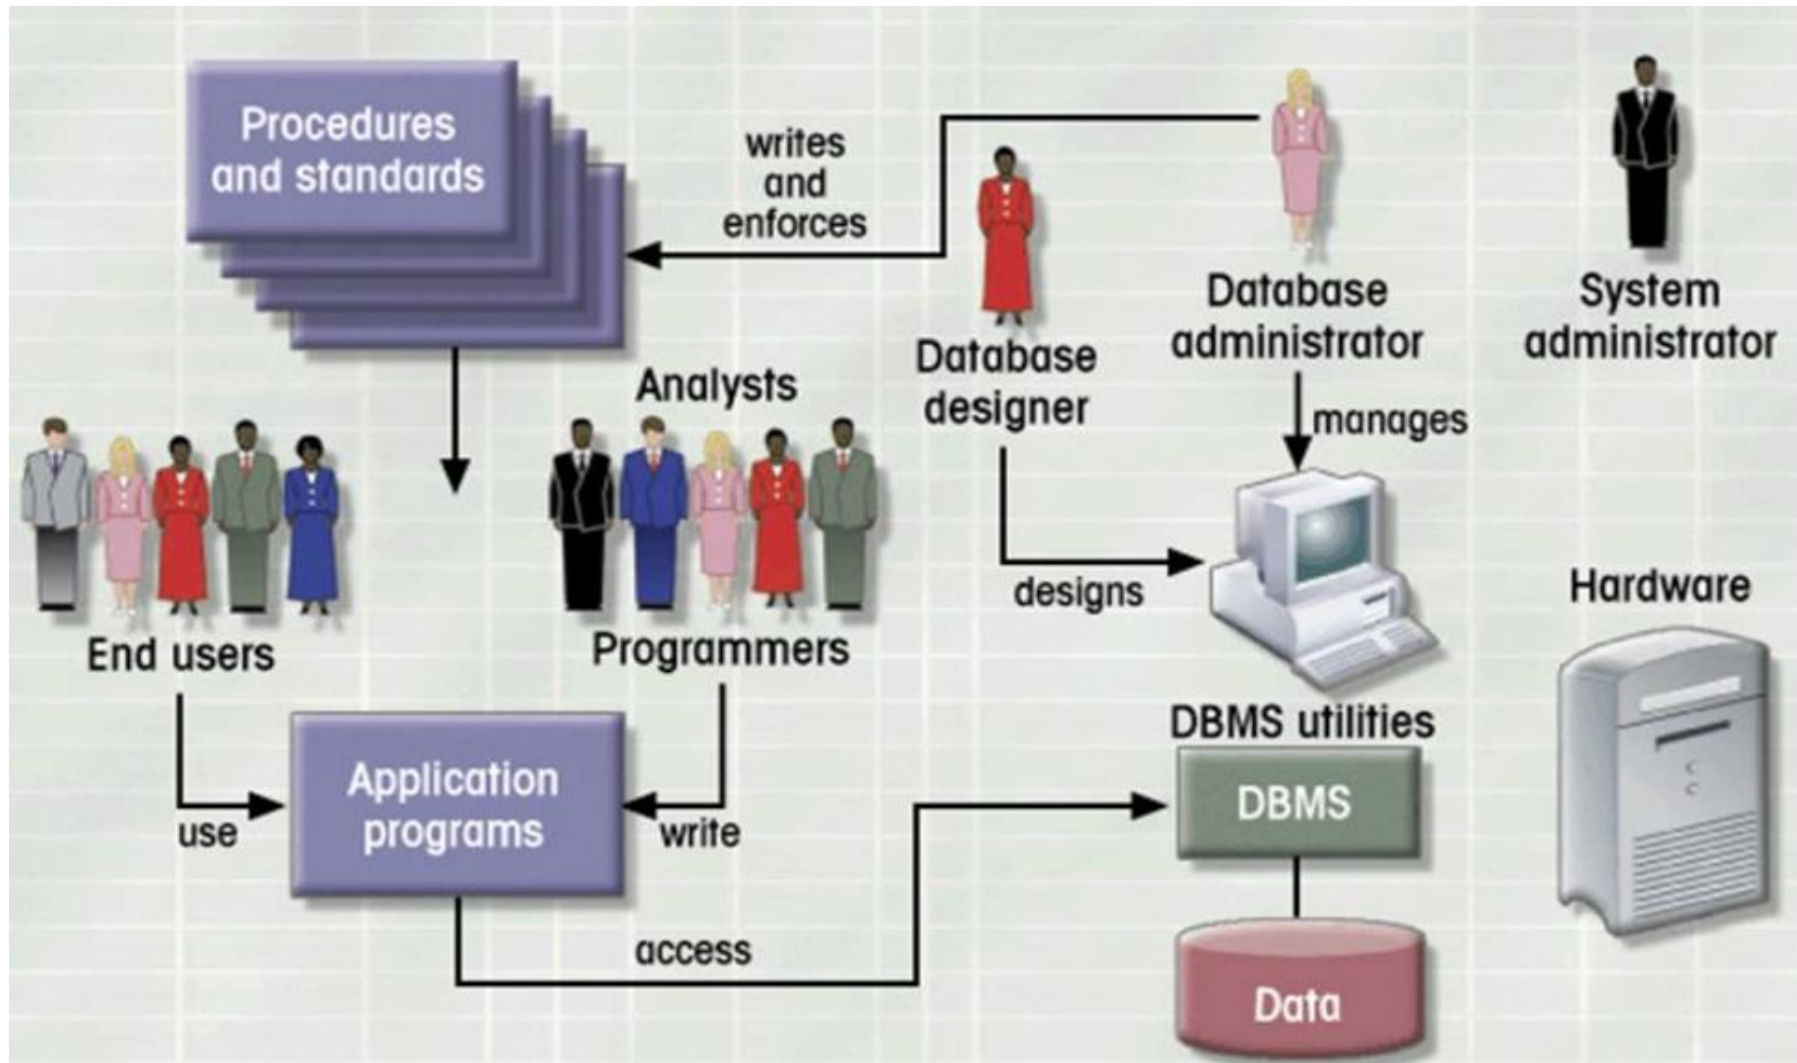 Procedures
and standards
writes
and
enforces
Database
administrator
System
administrator
Database
designer
Analysts
manages
designs
Hardware
End users
Programmers
DBMS utilities
Application
programs
use
write
DBMS
access
Data